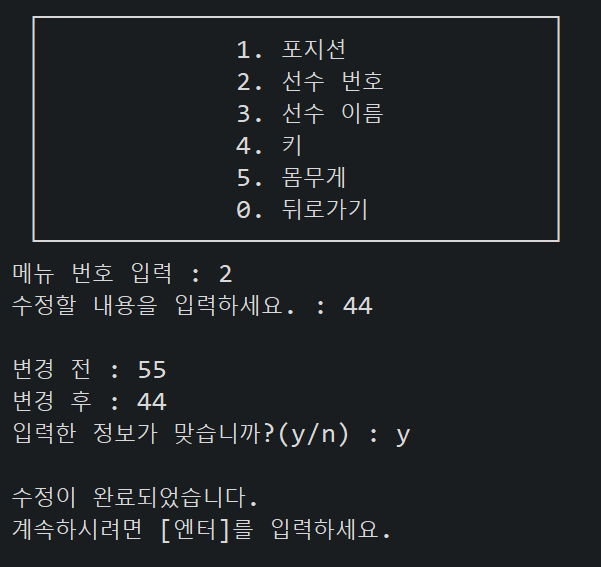 1. 포지션
2. 선수 번호
3. 선수 이름
4. 키
5. 몸무게
0. 뒤로가기
메뉴 번호 입력 : 2
수정할 내용을 입력하세요. : 44
변경 전 : 55
변경 후 : 44
입력한 정보가 맞습니까?(y/n) : y
수정이 완료되었습니다.
계속하시려면 [엔터]를 입력하세요.